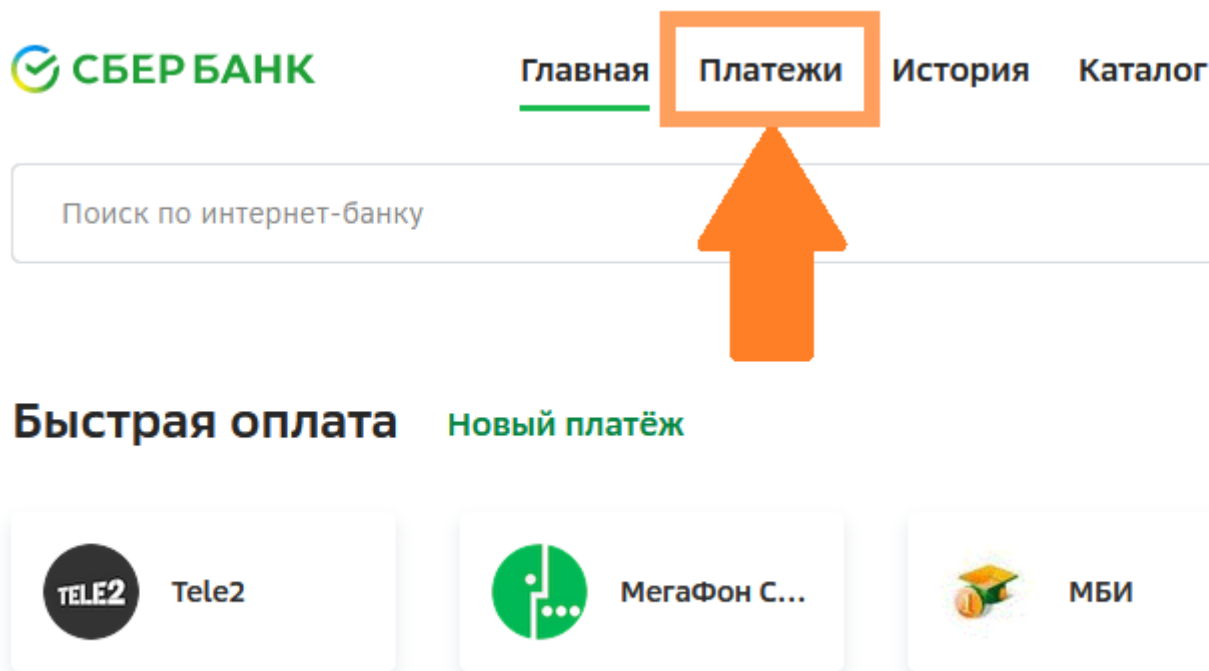 СБЕР БАНК
Главная Платежи История Каталог
Поиск по интернет-банку
Быстрая оплата Новый платёж
TELE2 Tele2 МегаФон С... МБИ